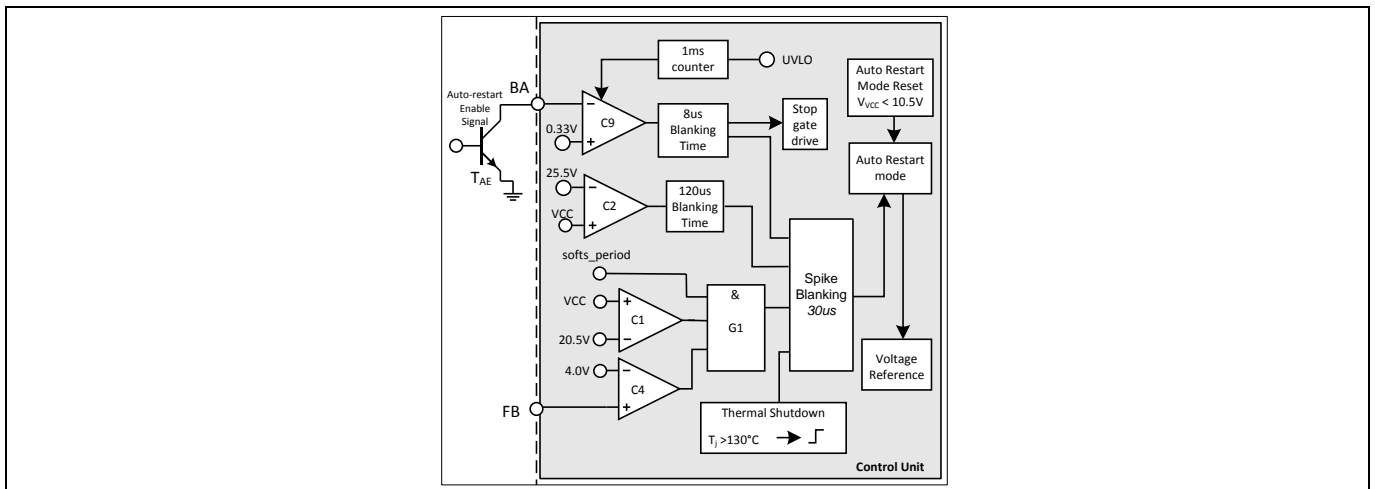 1ms
counter
UVLO
BA
Auto-restart
Enable
Signal
T_AE
−
C9
0.33V
+
8us
Blanking
Time
Stop
gate
drive
Auto Restart
Mode Reset
V_VCC < 10.5V
Auto Restart
mode
25.5V
−
C2
VCC
+
120us
Blanking
Time
softs_period
VCC
+
C1
20.5V
−
&
G1
Spike
Blanking
30us
4.0V
−
C4
FB
+
Voltage
Reference
Thermal Shutdown
T_j >130°C
Control Unit